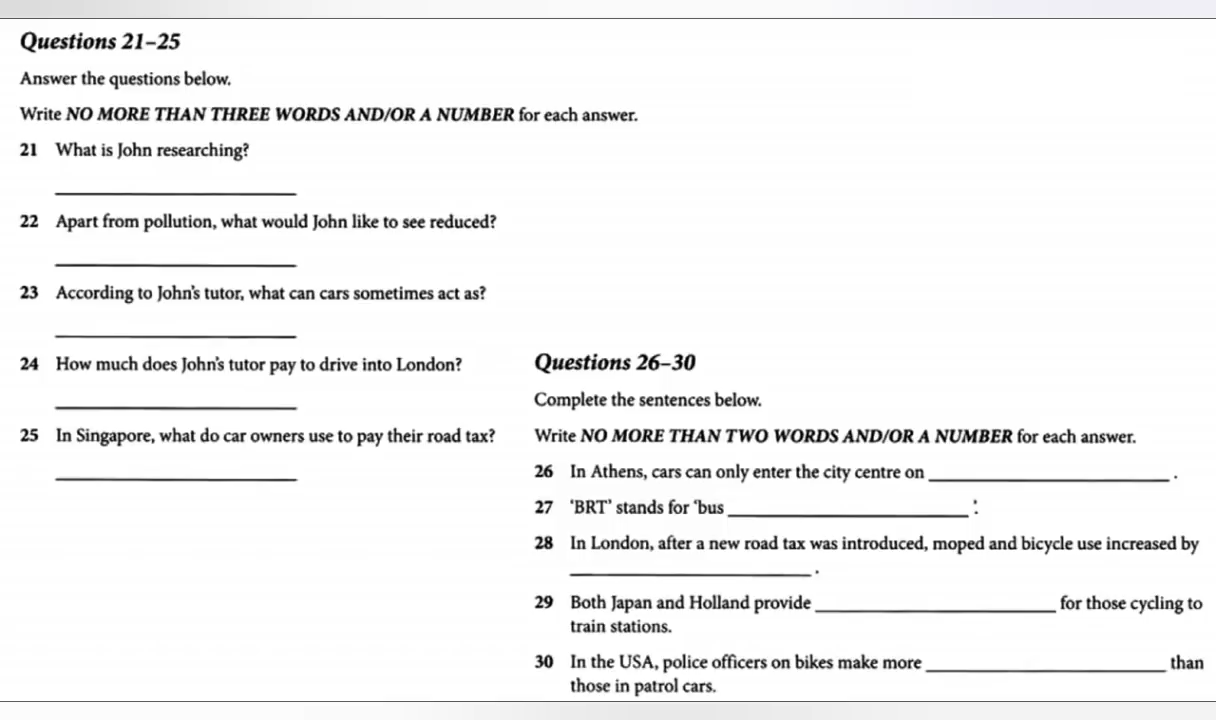 Questions 21–25
Answer the questions below.
Write NO MORE THAN THREE WORDS AND/OR A NUMBER for each answer.
21 What is John researching?
22 Apart from pollution, what would John like to see reduced?
23 According to John's tutor, what can cars sometimes act as?
24 How much does John's tutor pay to drive into London?
25 In Singapore, what do car owners use to pay their road tax?
Questions 26–30
Complete the sentences below.
Write NO MORE THAN TWO WORDS AND/OR A NUMBER for each answer.
26 In Athens, cars can only enter the city centre on ____________ .
27 'BRT' stands for 'bus ____________ '.
28 In London, after a new road tax was introduced, moped and bicycle use increased by
____________ .
29 Both Japan and Holland provide ____________ for those cycling to
train stations.
30 In the USA, police officers on bikes make more ____________ than
those in patrol cars.